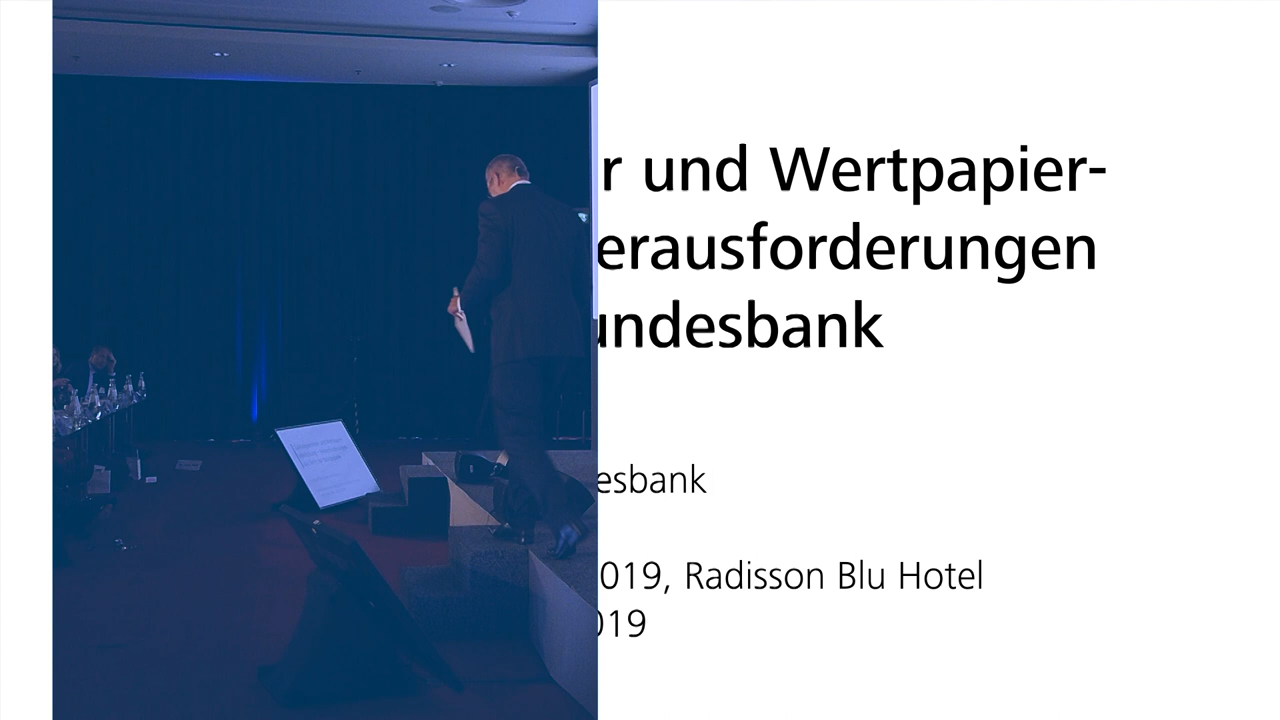 r und Wertpapier-
erausforderungen
undesbank
esbank
019, Radisson Blu Hotel
019